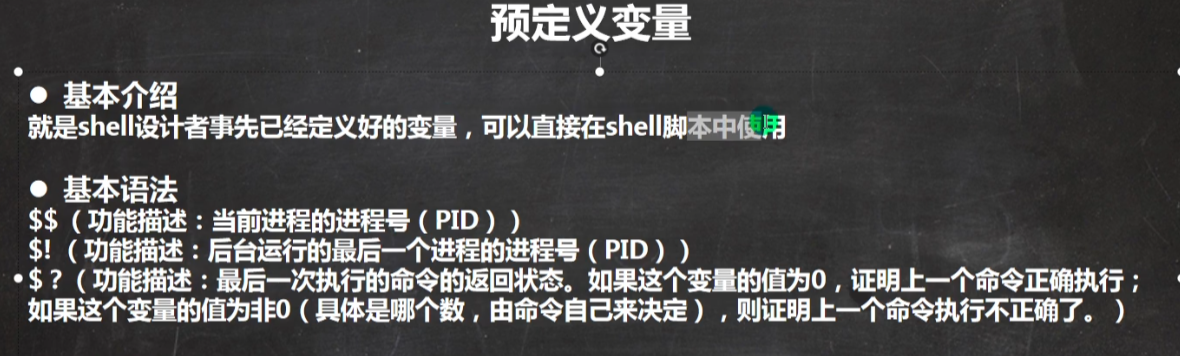 预定义变量
● 基本介绍
就是shell设计者事先已经定义好的变量，可以直接在shell脚本中使用
● 基本语法
$$（功能描述：当前进程的进程号（PID））
$!（功能描述：后台运行的最后一个进程的进程号（PID））
$？（功能描述：最后一次执行的命令的返回状态。如果这个变量的值为0，证明上一个命令正确执行；
如果这个变量的值为非0（具体是哪个数，由命令自己来决定），则证明上一个命令执行不正确了。）